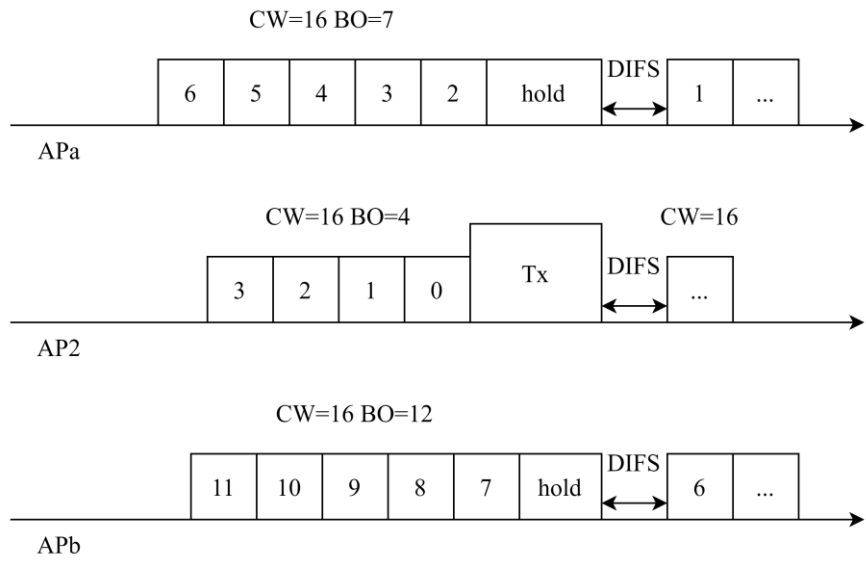 CW=16 BO=7
6 5 4 3 2 hold DIFS 1 ...
APa
CW=16 BO=4 CW=16
3 2 1 0 Tx DIFS ...
AP2
CW=16 BO=12
11 10 9 8 7 hold DIFS 6 ...
APb